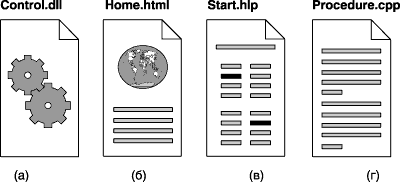 Control.dll Home.html Start.hlp Procedure.cpp
(а) (б) (в) (г)